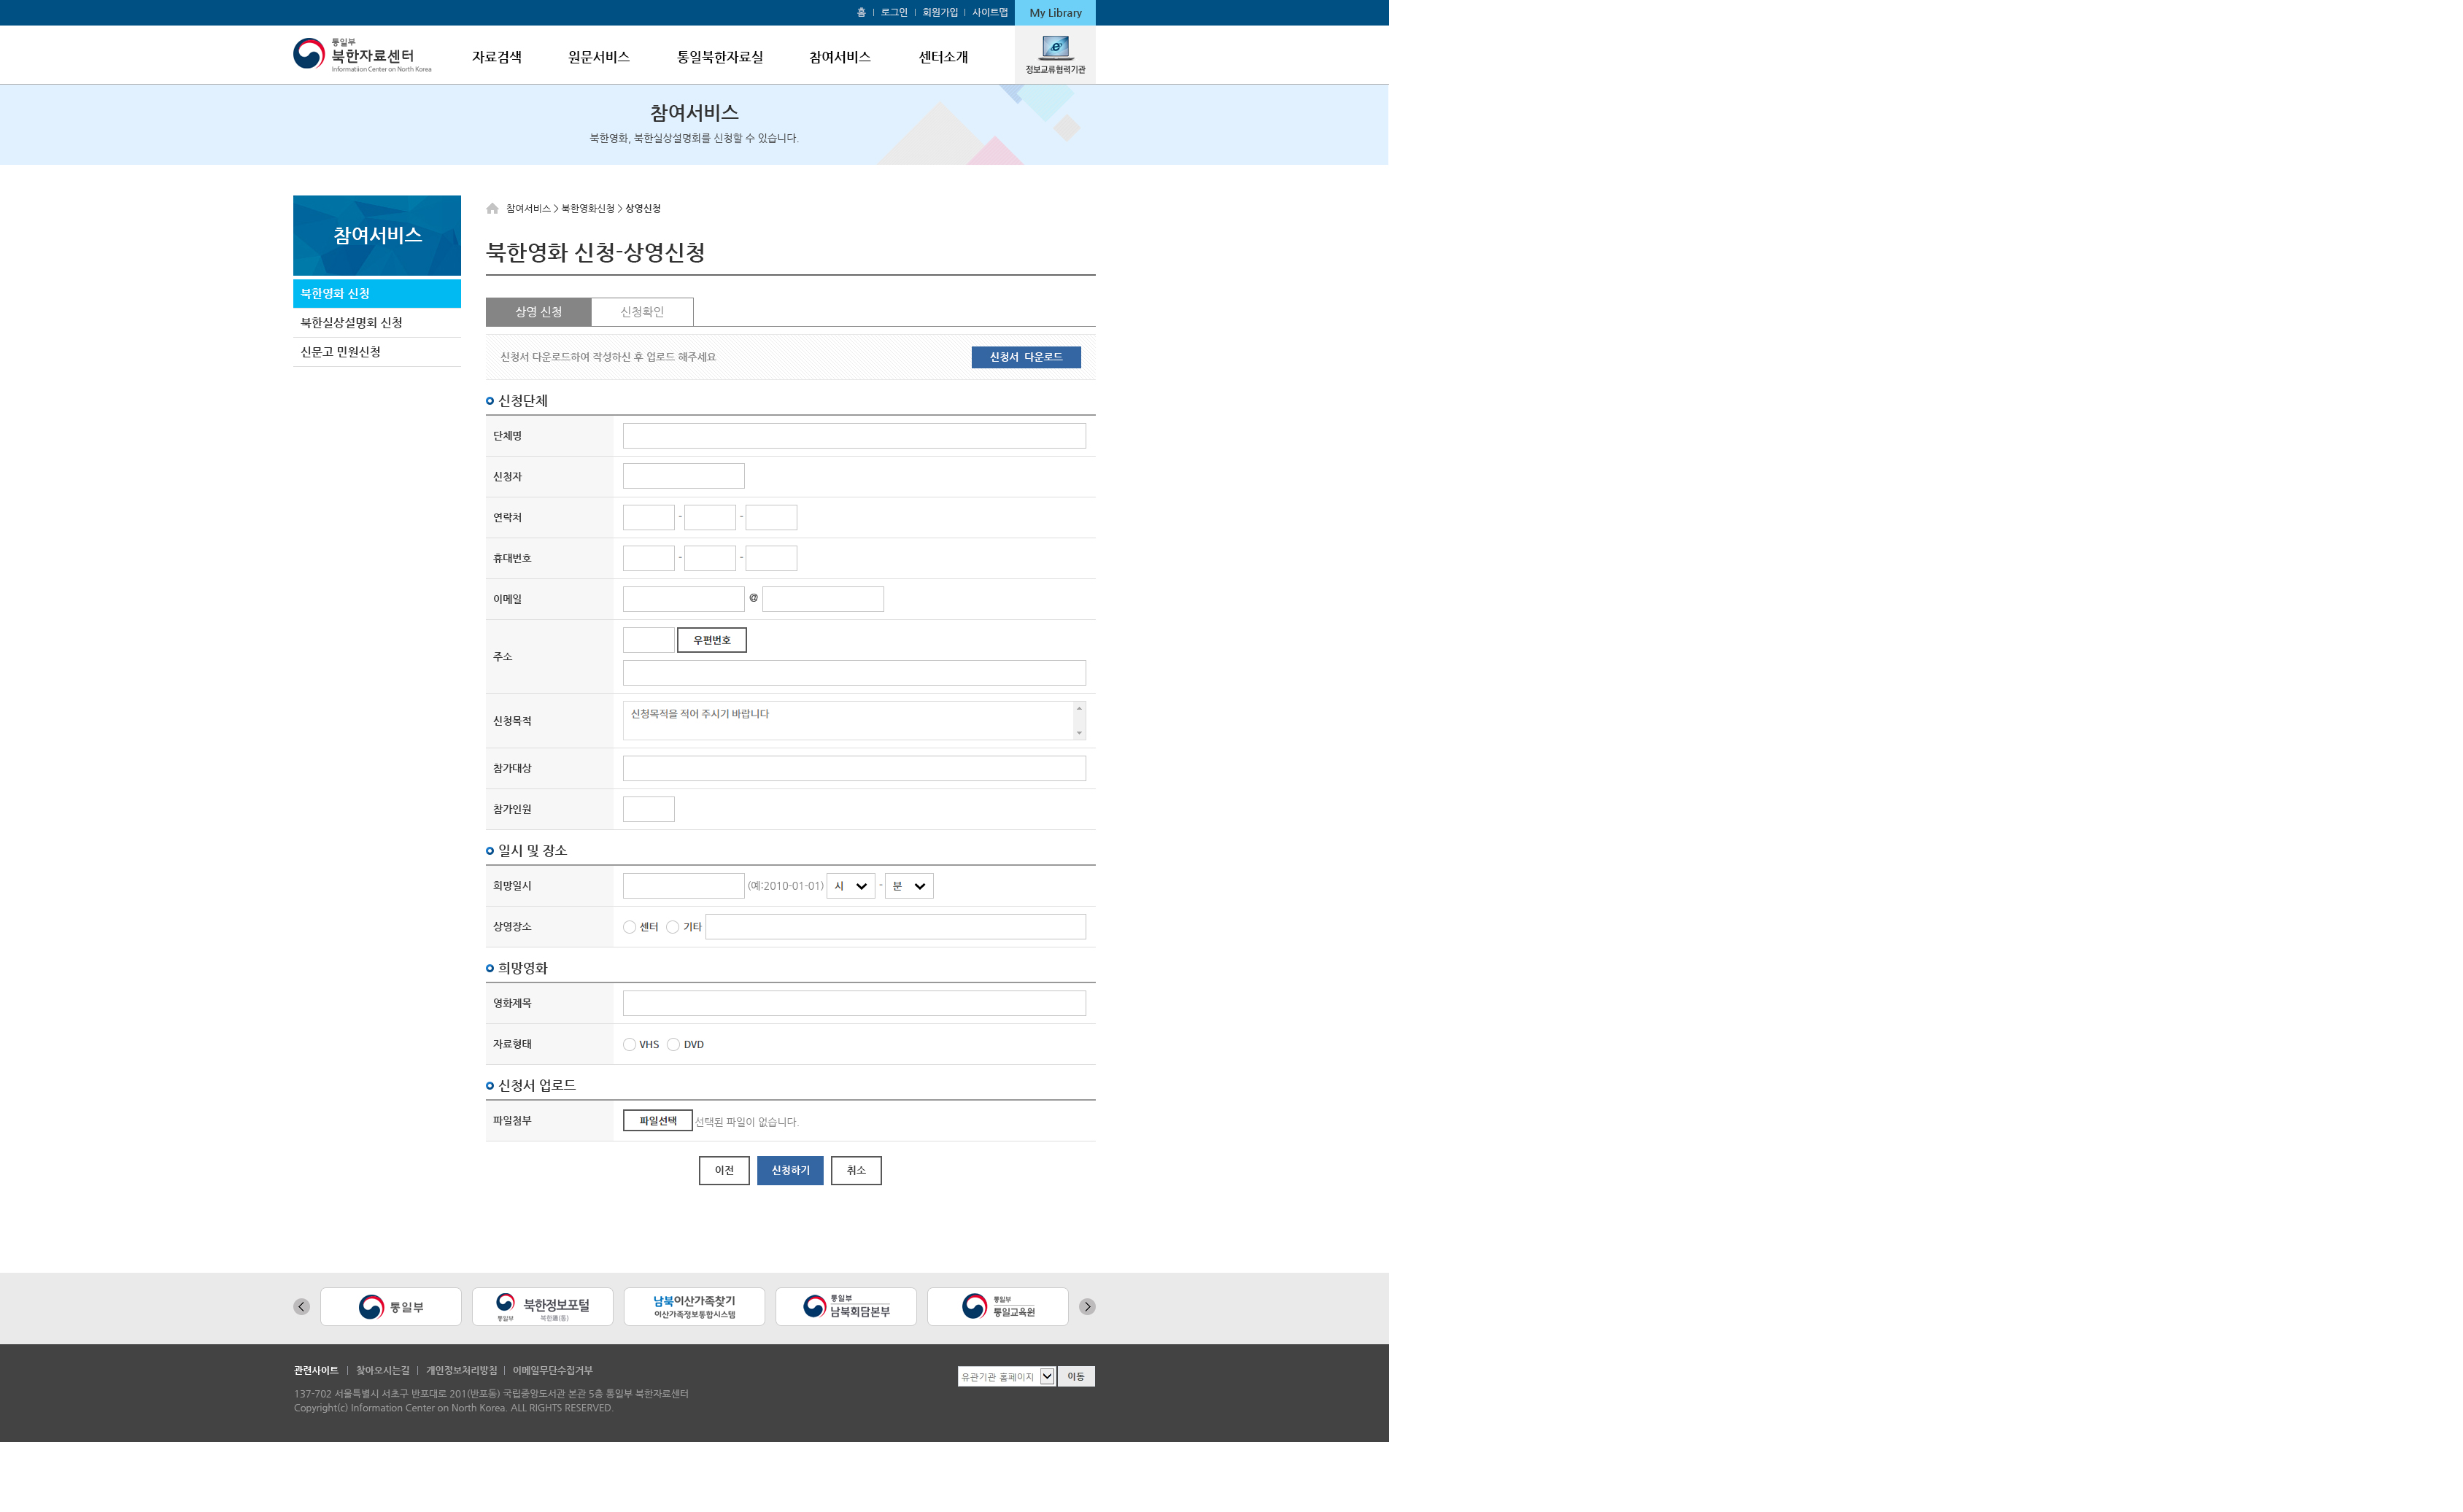 홈 | 로그인 | 회원가입 | 사이트맵 My Library
통일부
북한자료센터
Information Center on North Korea
자료검색 원문서비스 통일북한자료실 참여서비스 센터소개
정보교류협력기관
참여서비스
북한영화, 북한실상설명회를 신청할 수 있습니다.
참여서비스
북한영화 신청
북한실상설명회 신청
신문고 민원신청
참여서비스 > 북한영화신청 > 상영신청
북한영화 신청-상영신청
상영 신청 신청확인
신청서 다운로드하여 작성하신 후 업로드 해주세요 신청서 다운로드
신청단체
단체명
신청자
연락처 - -
휴대번호 - -
이메일 @
주소 우편번호
신청목적 신청목적을 적어 주시기 바랍니다
참가대상
참가인원
일시 및 장소
희망일시 (예:2010-01-01) 시 - 분
상영장소 센터 기타
희망영화
영화제목
자료형태 VHS DVD
신청서 업로드
파일첨부 파일선택 선택된 파일이 없습니다.
이전 신청하기 취소
통일부
북한정보포털
통일부
남북이산가족찾기
이산가족정보통합시스템
통일부
남북회담본부
통일부
통일교육원
관련사이트 | 찾아오시는길 | 개인정보처리방침 | 이메일무단수집거부
유관기관 홈페이지 이동
137-702 서울특별시 서초구 반포대로 201(반포동) 국립중앙도서관 본관 5층 통일부 북한자료센터
Copyright(c) Information Center on North Korea. ALL RIGHTS RESERVED.